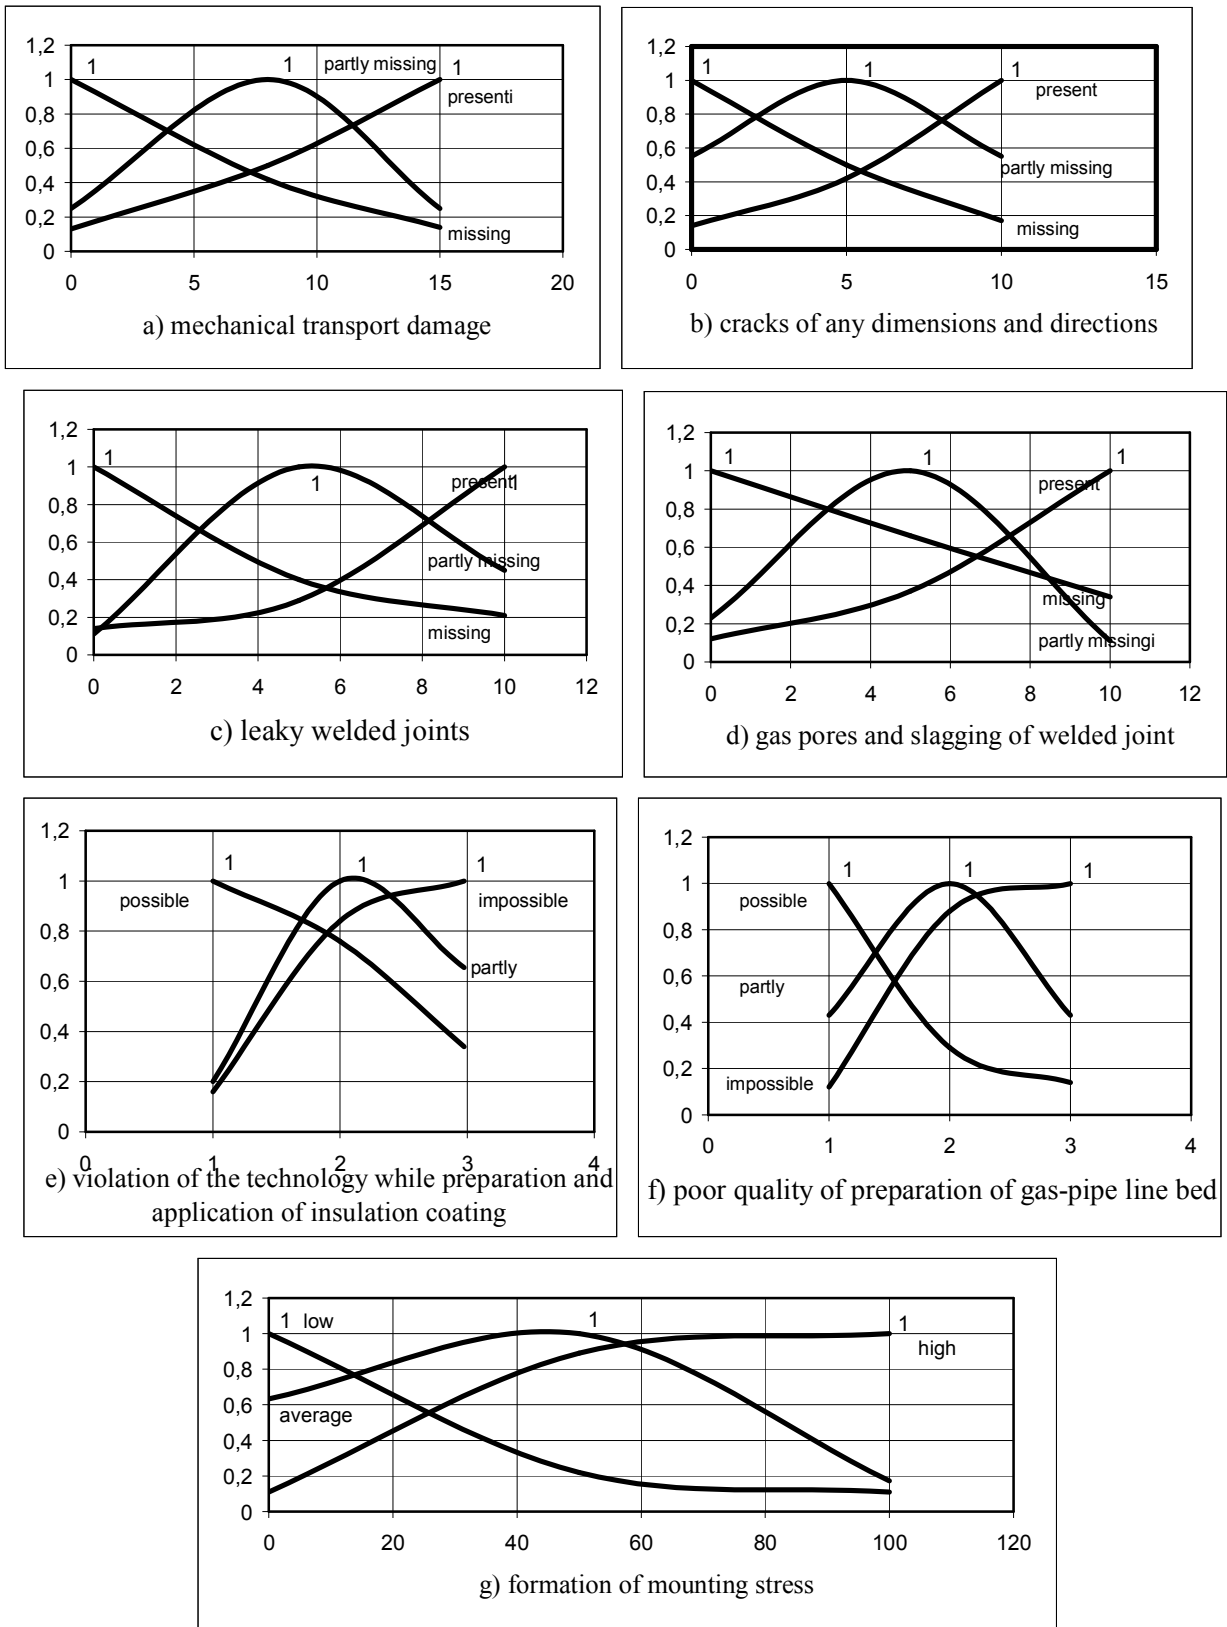 1,2
1
0,8
0,6
0,4
0,2
0
1
1
partly missing
1
presenti
missing
0 5 10 15 20
a) mechanical transport damage
1,2
1
0,8
0,6
0,4
0,2
0
1
1
1
present
partly missing
missing
0 5 10 15
b) cracks of any dimensions and directions
1,2
1
0,8
0,6
0,4
0,2
0
1
1
present1
partly missing
missing
0 2 4 6 8 10 12
c) leaky welded joints
1,2
1
0,8
0,6
0,4
0,2
0
1
1
1
present
missing
partly missingi
0 2 4 6 8 10 12
d) gas pores and slagging of welded joint
1,2
1
0,8
0,6
0,4
0,2
0
1
1
1
possible
impossible
partly
0 1 2 3 4
e) violation of the technology while preparation and
application of insulation coating
1,2
1
0,8
0,6
0,4
0,2
0
1
1
1
possible
partly
impossible
0 1 2 3 4
f) poor quality of preparation of gas-pipe line bed
1,2
1
0,8
0,6
0,4
0,2
0
1 low
1
1
high
average
0 20 40 60 80 100 120
g) formation of mounting stress